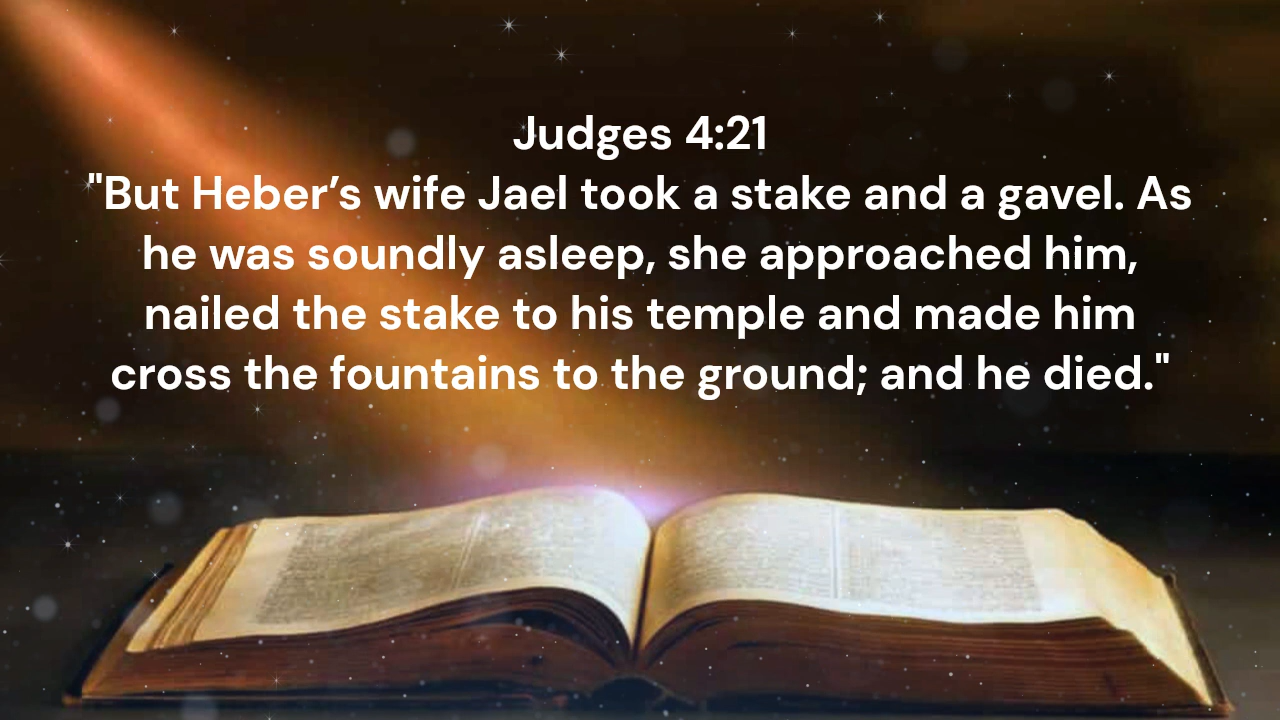 Judges 4:21
"But Heber’s wife Jael took a stake and a gavel. As
he was soundly asleep, she approached him,
nailed the stake to his temple and made him
cross the fountains to the ground; and he died."